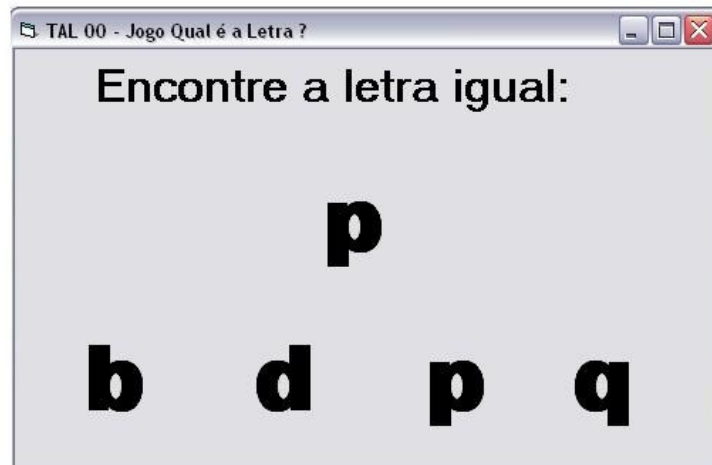 TAL 00 - Jogo Qual é a Letra ?
Encontre a letra igual:
p
b d p q